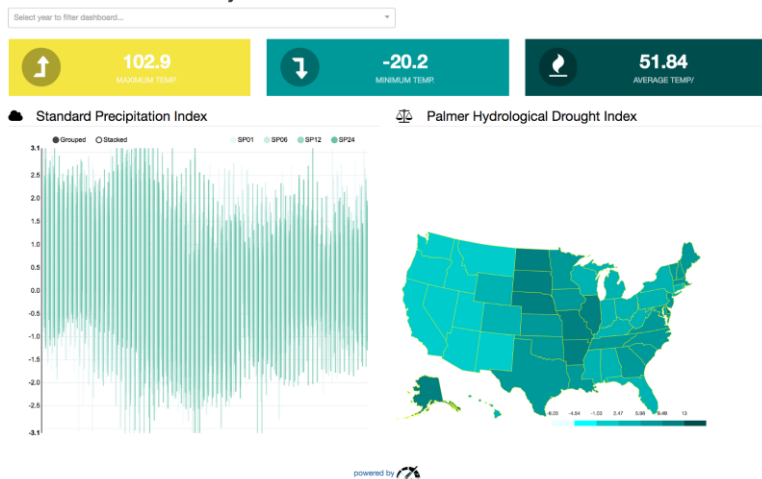 Select year to filter dashboard...
102.9
MAXIMUM TEMP.
-20.2
MINIMUM TEMP.
51.84
AVERAGE TEMP/
Standard Precipitation Index
Palmer Hydrological Drought Index
Grouped Stacked SP01 SP06 SP12 SP24
3.1
2.5
2.0
1.5
1.0
0.5
0.0
-0.5
-1.0
-1.5
-2.0
-2.5
-3.1
-4.54 -1.03 2.47 5.98 9.49 13
powered by